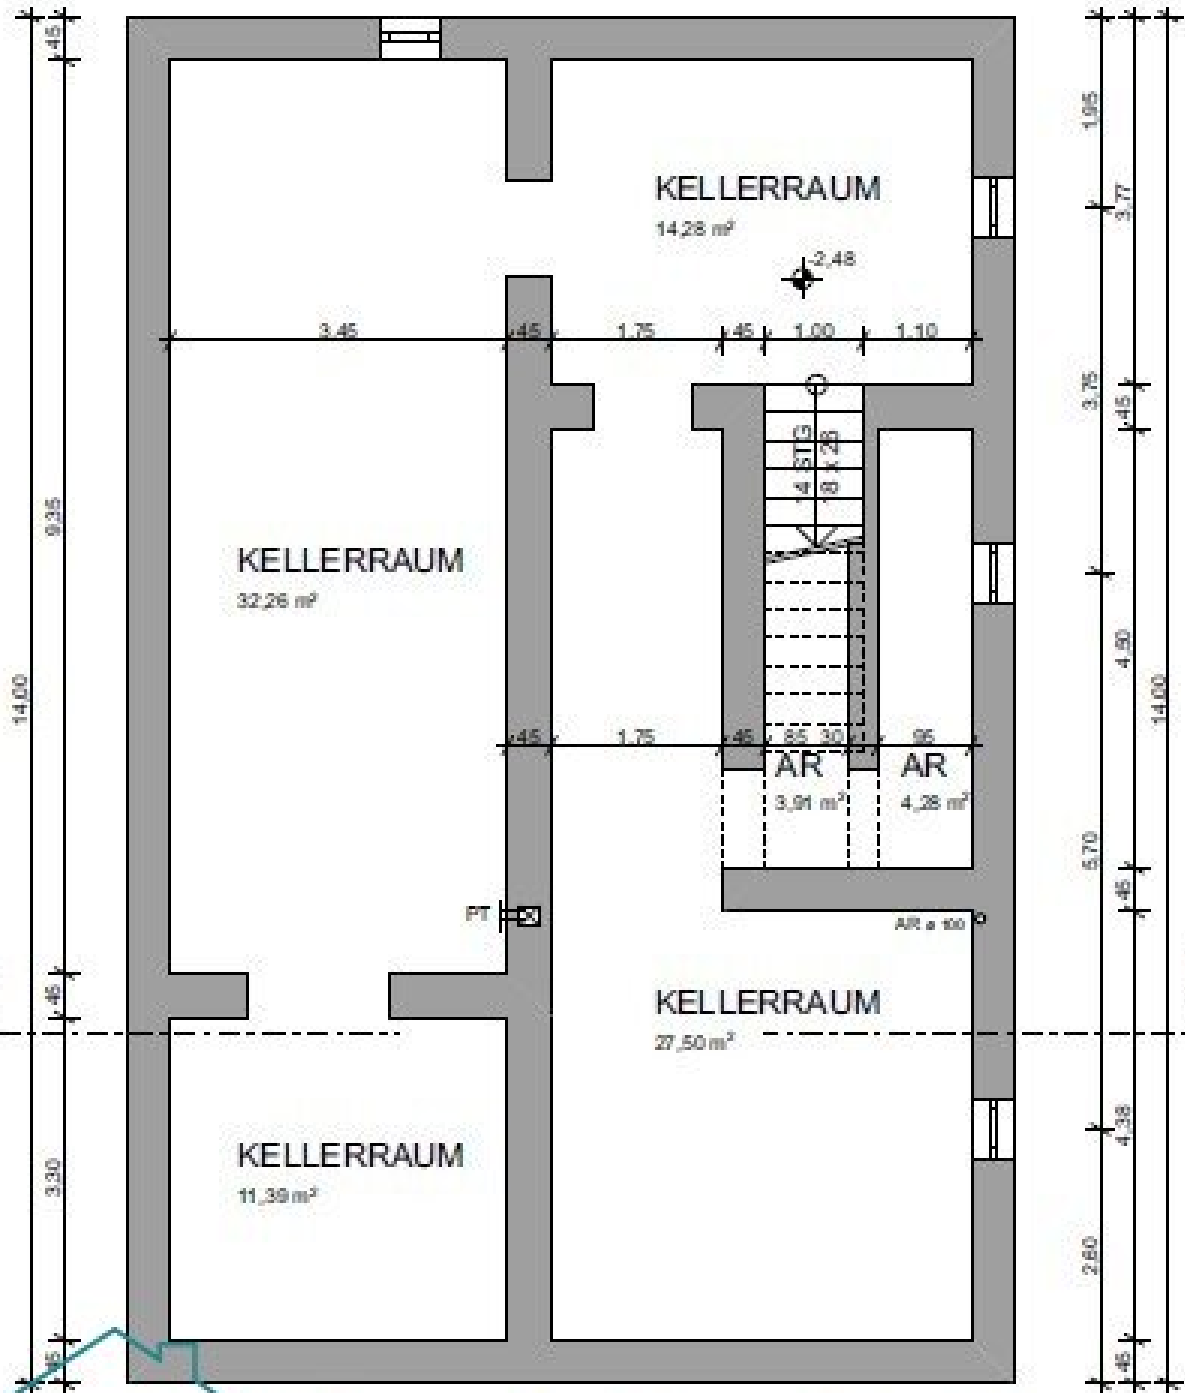 45
1,95
3,77
KELLERRAUM
14,28 m²
-2,48
3,45
45
1,75
45
1,00
1,10
3,75
45
14 STG
18 x 28
9,35
KELLERRAUM
32,26 m²
14,00
4,80
14,00
45
1,75
45
85
30
95
AR
3,91 m²
AR
4,28 m²
5,70
45
PT
AR ø 100
45
KELLERRAUM
27,50 m²
4,38
KELLERRAUM
11,39 m²
3,30
2,60
45
45